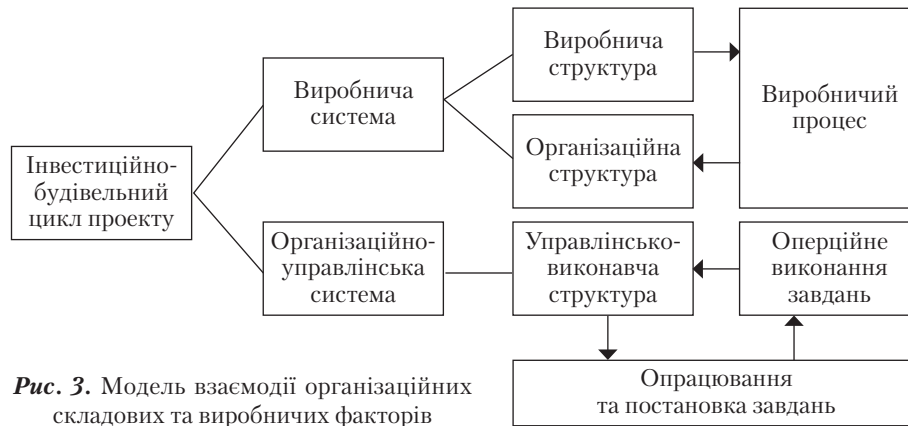 Інвестиційно-
будівельний
цикл проекту
Виробнича
система
Організаційно-
управлінська
система
Виробнича
структура
Організаційна
структура
Управлінсько-
виконавча
структура
Виробничий
процес
Оперційне
виконання
завдань
Опрацювання
та постановка завдань
Рис. 3. Модель взаємодії організаційних
складових та виробничих факторів